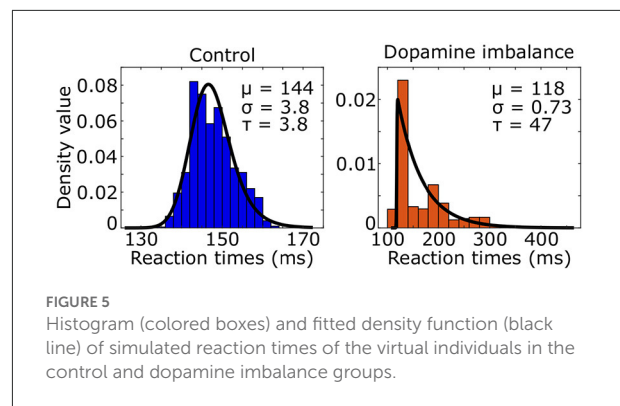 Control
Dopamine imbalance
Density value
0.08
0.06
0.04
0.02
0
μ = 144
σ = 3.8
τ = 3.8
130 150 170
Reaction times (ms)
0.02
0.01
0
μ = 118
σ = 0.73
τ = 47
100 200 300 400
Reaction times (ms)
FIGURE 5
Histogram (colored boxes) and fitted density function (black
line) of simulated reaction times of the virtual individuals in the
control and dopamine imbalance groups.